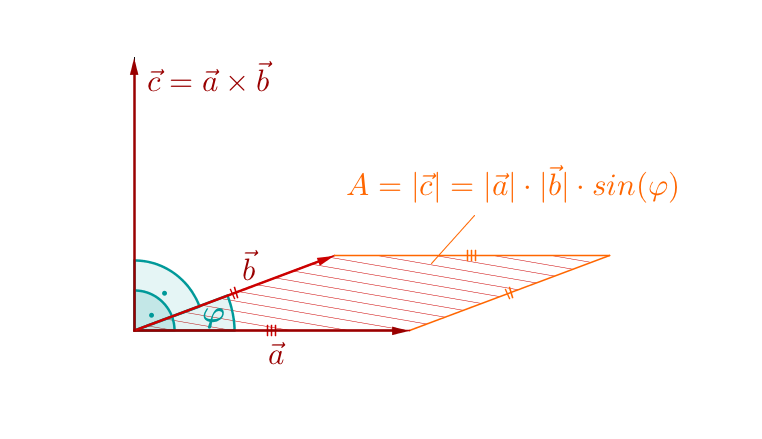 c⃗ = a⃗ × b⃗
A = |c⃗| = |a⃗| · |b⃗| · sin(φ)
b⃗
φ
a⃗